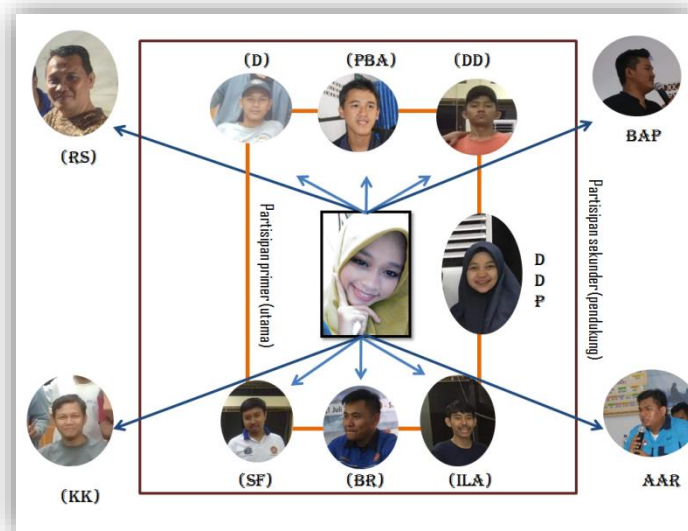 (D)
(PBA)
(DD)
(RS)
BAP
Partisipan primer (utama)
D
D
P
Partisipan sekunder (pendukung)
(SF)
(BR)
(ILA)
(KK)
AAR